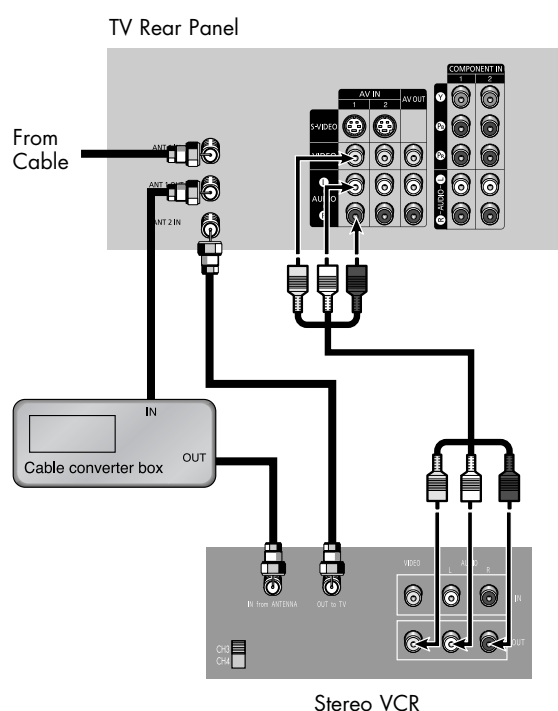 TV Rear Panel
COMPONENT IN
1 2
AV IN
1 2
AV OUT
S-VIDEO
VIDEO
L
AUDIO
R
Y
PB
PR
R-AUDIO-L
From
Cable
ANT 1 IN
ANT 1 OUT
ANT 2 IN
IN
OUT
Cable converter box
VIDEO
AUDIO
L R
IN
OUT
IN from ANTENNA
OUT to TV
CH3
CH4
Stereo VCR